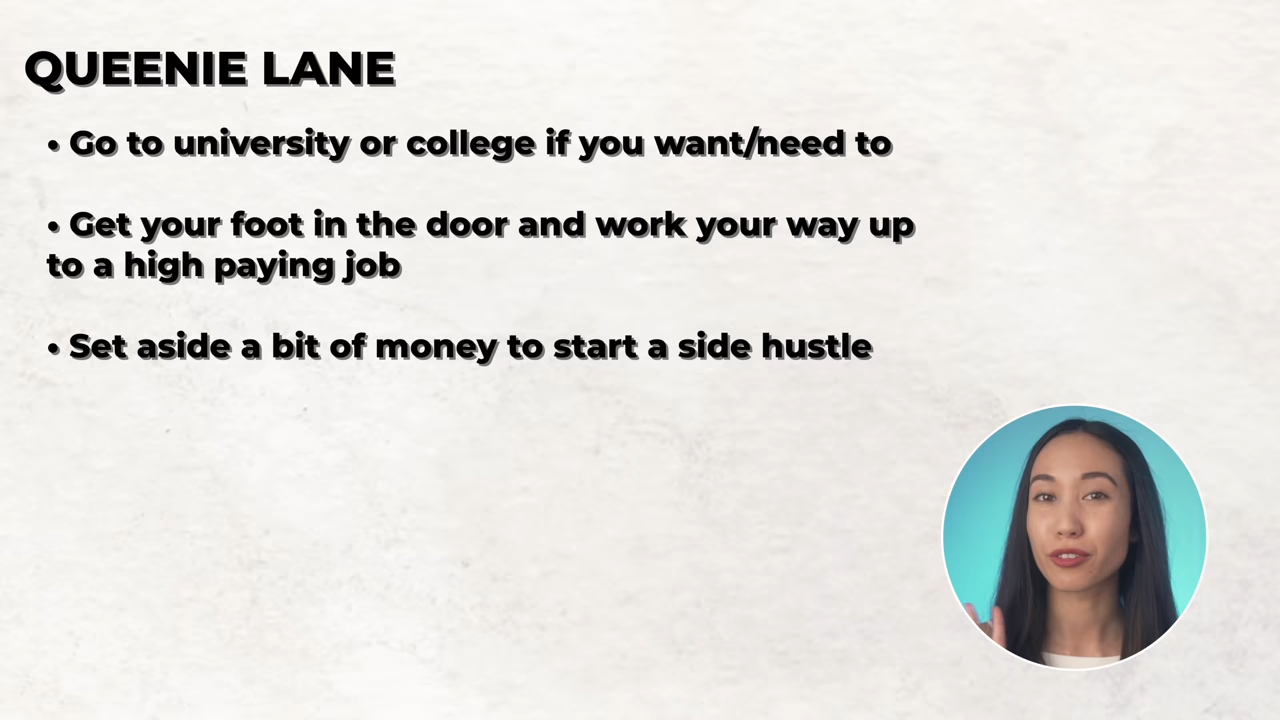 QUEENIE LANE
• Go to university or college if you want/need to
• Get your foot in the door and work your way up
to a high paying job
• Set aside a bit of money to start a side hustle